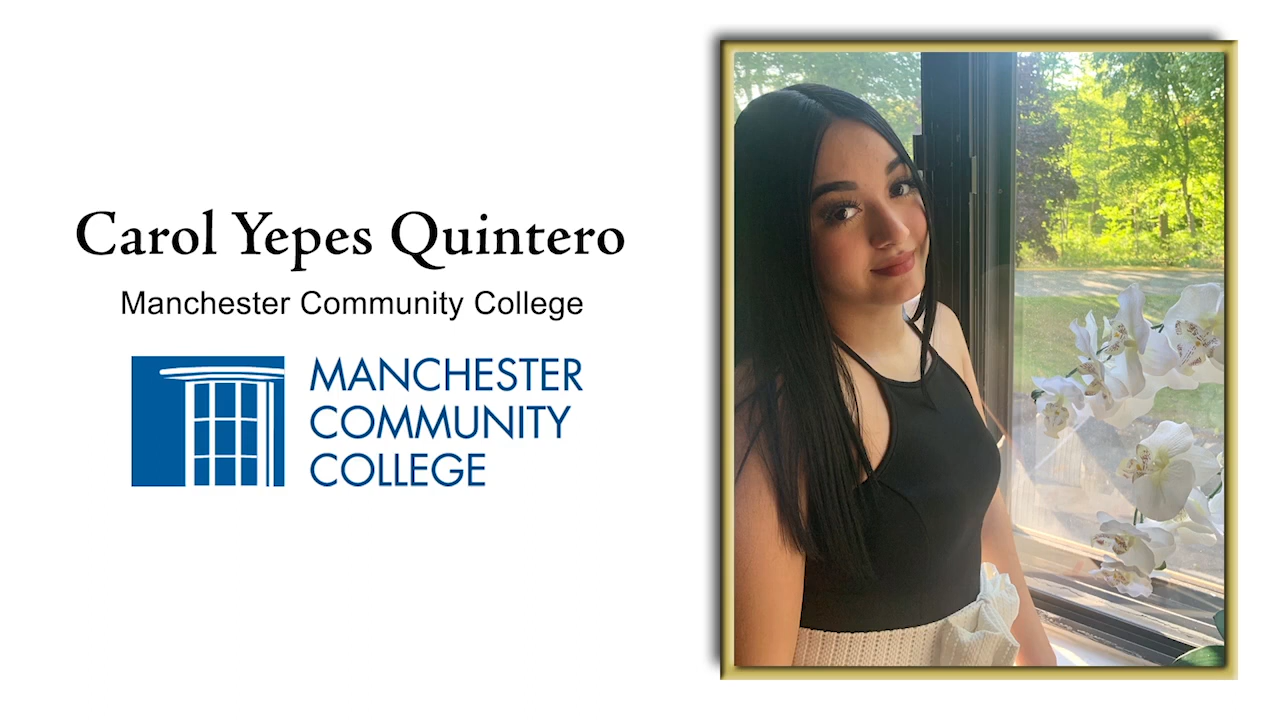 Carol Yepes Quintero
Manchester Community College
MANCHESTER
COMMUNITY
COLLEGE